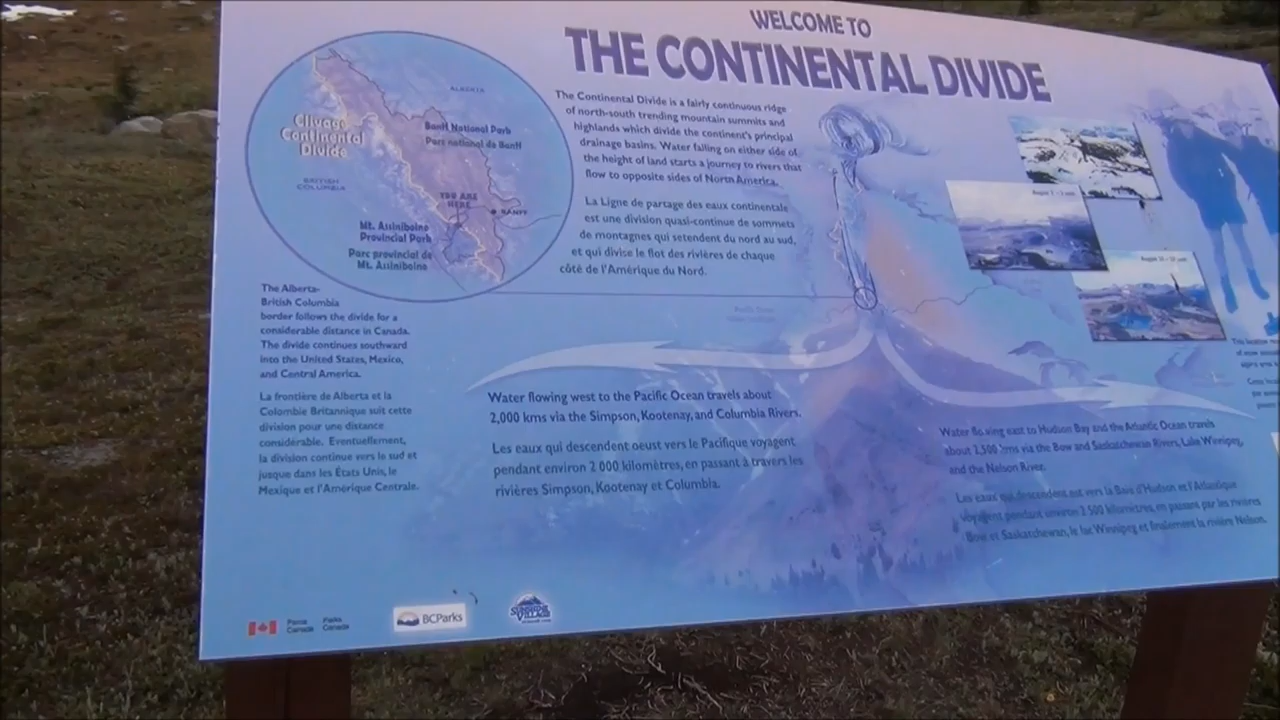 WELCOME TO
THE CONTINENTAL DIVIDE
ALBERTA
Clivage
Continental
Divide
Banff National Park
Parc national de Banff
BRITISH
COLUMBIA
YOU ARE
HERE
BANFF
Mt. Assiniboine
Provincial Park
Parc provincial de
Mt. Assiniboine
The Continental Divide is a fairly continuous ridge
of north-south trending mountain summits and
highlands which divide the continent's principal
drainage basins. Water falling on either side of
the height of land starts a journey to rivers that
flow to opposite sides of North America.
La Ligne de partage des eaux continentale
est une division quasi-continue de sommets
de montagnes qui setendent du nord au sud,
et qui divise le flot des rivières de chaque
côté de l'Amérique du Nord.
The Alberta-
British Columbia
border follows the divide for a
considerable distance in Canada.
The divide continues southward
into the United States, Mexico,
and Central America.
La frontière de Alberta et la
Colombie Britannique suit cette
division pour une distance
considérable. Eventuellement,
la division continue vers le sud et
jusque dans les États Unis, le
Mexique et l'Amérique Centrale.
Water flowing west to the Pacific Ocean travels about
2,000 kms via the Simpson, Kootenay, and Columbia Rivers.
Les eaux qui descendent oeust vers le Pacifique voyagent
pendant environ 2 000 kilomètres, en passant à travers les
rivières Simpson, Kootenay et Columbia.
Water flowing east to Hudson Bay and the Atlantic Ocean travels
about 2,500 kms via the Bow and Saskatchewan Rivers, Lake Winnipeg,
and the Nelson River.
Les eaux qui descendent est vers la Baie d'Hudson et l'Atlantique
voyagent pendant environ 2 500 kilomètres, en passant par les rivières
Bow et Saskatchewan, le lac Winnipeg et finalement la rivière Nelson.
Parcs Parks
Canada Canada
BCParks
SUNSHINE
VILLAGE